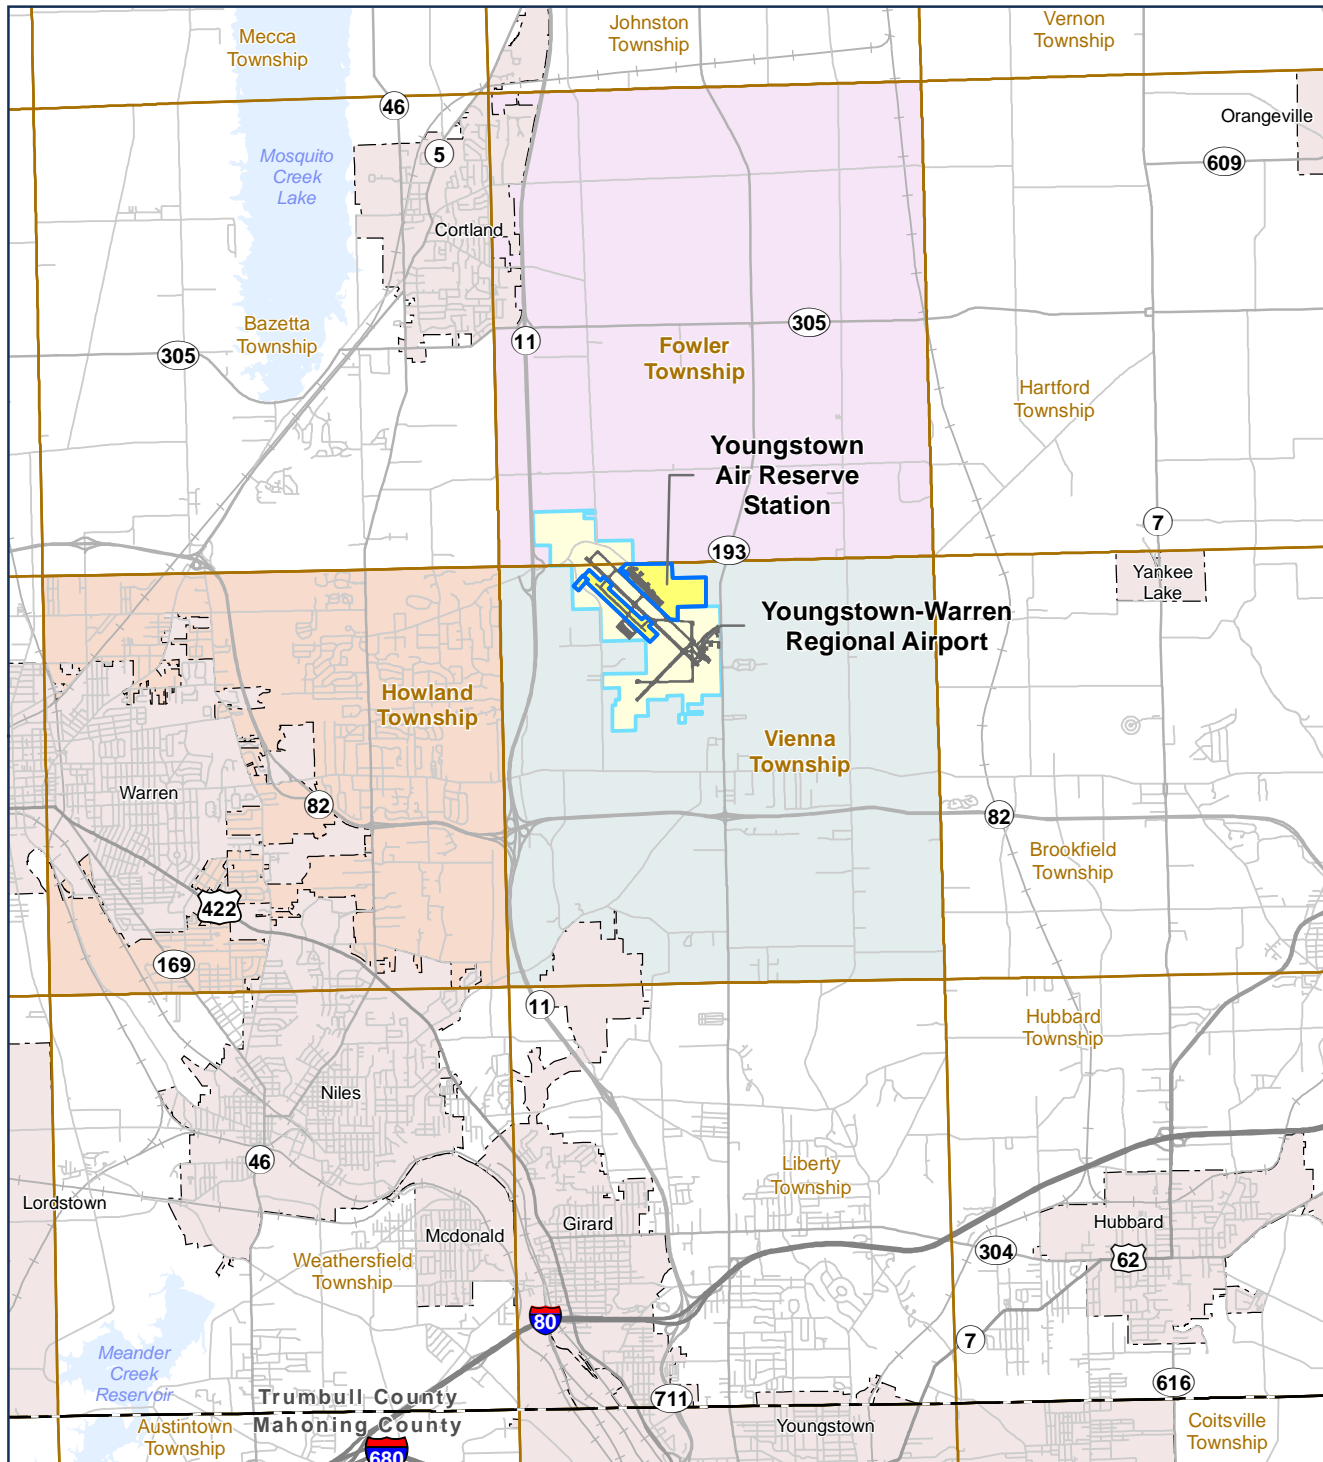 Mecca
Township
Johnston
Township
Vernon
Township
46
5
Orangeville
609
Mosquito
Creek
Lake
Cortland
Bazetta
Township
305
11
305
Fowler
Township
Hartford
Township
Youngstown
Air Reserve
Station
7
193
Yankee
Lake
Youngstown-Warren
Regional Airport
Howland
Township
Vienna
Township
Warren
82
82
Brookfield
Township
422
169
11
Hubbard
Township
Niles
46
Liberty
Township
Lordstown
Mcdonald
Girard
Hubbard
304
62
Weathersfield
Township
80
7
Meander
Creek
Reservoir
711
616
Trumbull County
Mahoning County
Austintown
Township
Youngstown
Coitsville
Township
680